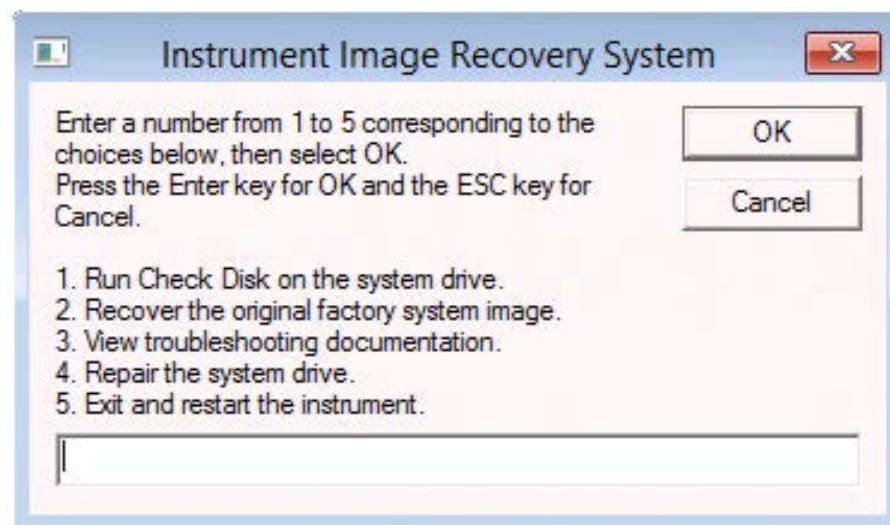 Instrument Image Recovery System
Enter a number from 1 to 5 corresponding to the
choices below, then select OK.
Press the Enter key for OK and the ESC key for
Cancel.
OK
Cancel
1. Run Check Disk on the system drive.
2. Recover the original factory system image.
3. View troubleshooting documentation.
4. Repair the system drive.
5. Exit and restart the instrument.